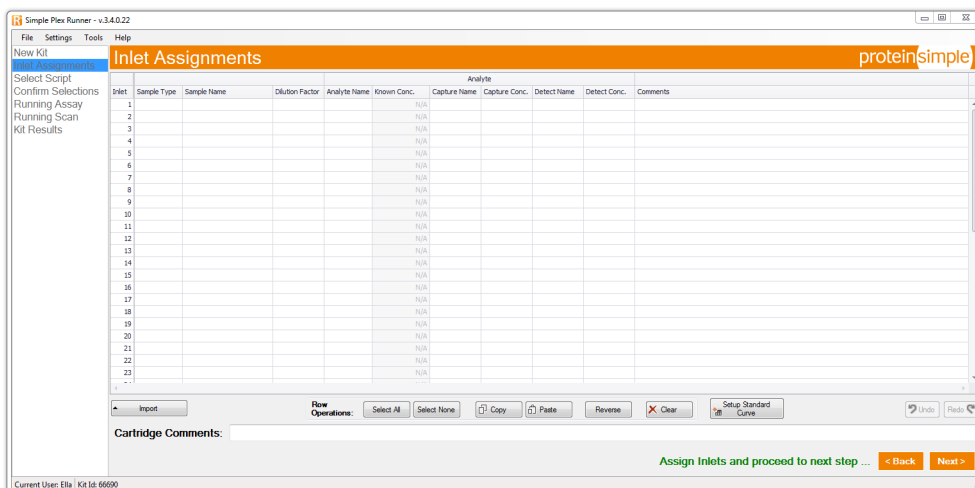 Simple Plex Runner - v.3.4.0.22
File Settings Tools Help
New Kit
Inlet Assignments
Select Script
Confirm Selections
Running Assay
Running Scan
Kit Results
Inlet Assignments
proteinsimple
Analyte
Inlet Sample Type Sample Name Dilution Factor Analyte Name Known Conc. Capture Name Capture Conc. Detect Name Detect Conc. Comments
1 N/A
2 N/A
3 N/A
4 N/A
5 N/A
6 N/A
7 N/A
8 N/A
9 N/A
10 N/A
11 N/A
12 N/A
13 N/A
14 N/A
15 N/A
16 N/A
17 N/A
18 N/A
19 N/A
20 N/A
21 N/A
22 N/A
23 N/A
Import
Row Operations:
Select All Select None Copy Paste Reverse Clear
Setup Standard Curve
Undo Redo
Cartridge Comments:
Assign Inlets and proceed to next step ... < Back Next >
Current User: Ella Kit Id: 66690